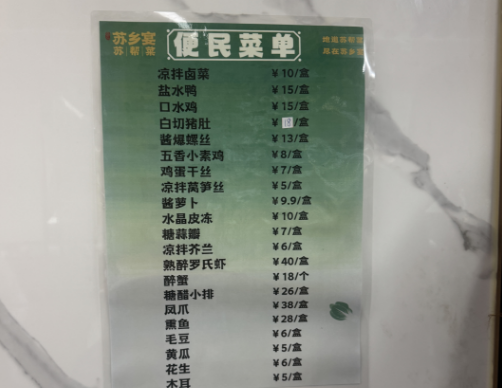 苏乡宴
苏帮菜
便民菜单
凉拌卤菜 ¥10/盒
盐水鸭 ¥15/盒
口水鸡 ¥15/盒
白切猪肚 ¥18/盒
酱爆螺丝 ¥13/盒
五香小素鸡 ¥8/盒
鸡蛋干丝 ¥7/盒
凉拌莴笋丝 ¥5/盒
酱萝卜 ¥9.9/盒
水晶皮冻 ¥10/盒
糖蒜瓣 ¥7/盒
凉拌芥兰 ¥6/盒
熟醉罗氏虾 ¥40/盒
醉蟹 ¥18/个
糖醋小排 ¥26/盒
凤爪 ¥38/盒
熏鱼 ¥28/盒
毛豆 ¥6/盒
黄瓜 ¥5/盒
花生 ¥6/盒
木耳 ¥5/盒